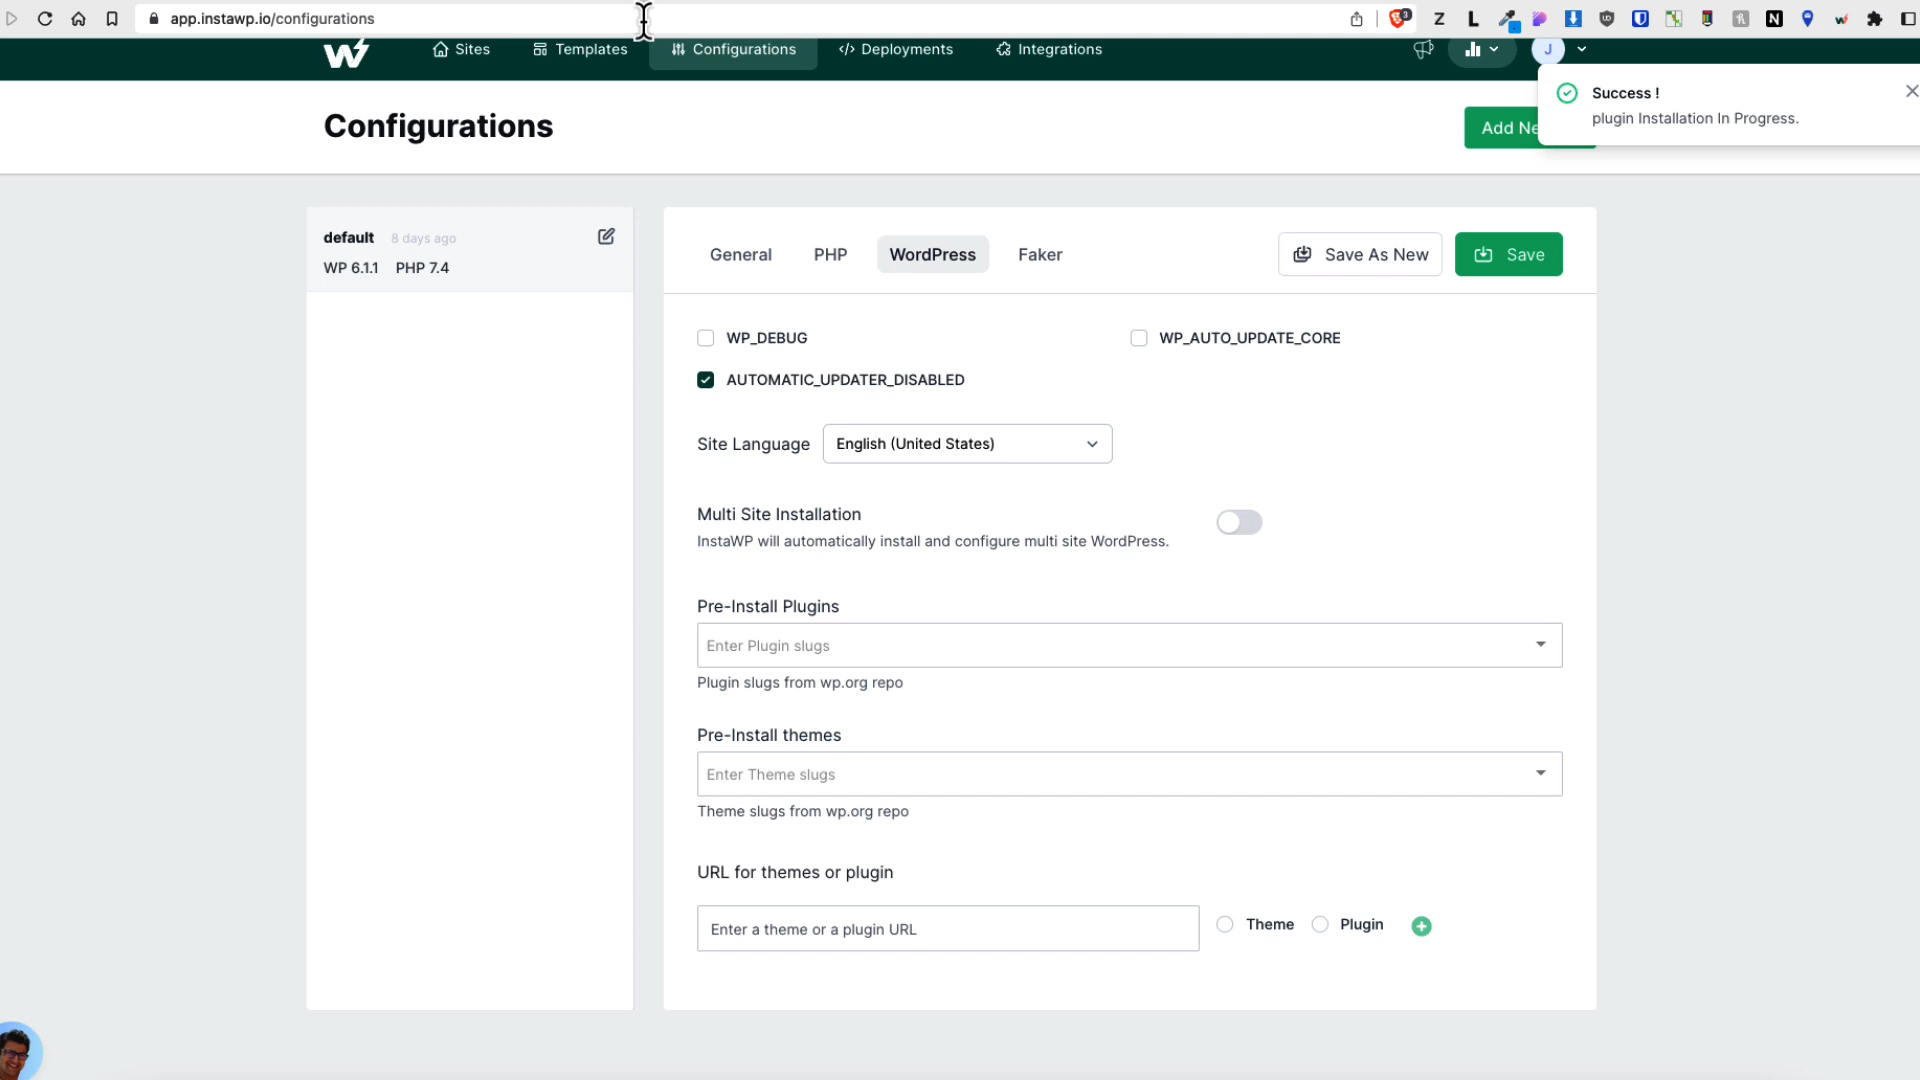 app.instawp.io/configurations
3
Z
L
N
Sites
Templates
Configurations
Deployments
Integrations
J
Success !
plugin Installation In Progress.
Configurations
Add Ne
default 8 days ago
WP 6.1.1 PHP 7.4
General
PHP
WordPress
Faker
Save As New
Save
WP_DEBUG
WP_AUTO_UPDATE_CORE
AUTOMATIC_UPDATER_DISABLED
Site Language
English (United States)
Multi Site Installation
InstaWP will automatically install and configure multi site WordPress.
Pre-Install Plugins
Enter Plugin slugs
Plugin slugs from wp.org repo
Pre-Install themes
Enter Theme slugs
Theme slugs from wp.org repo
URL for themes or plugin
Enter a theme or a plugin URL
Theme
Plugin